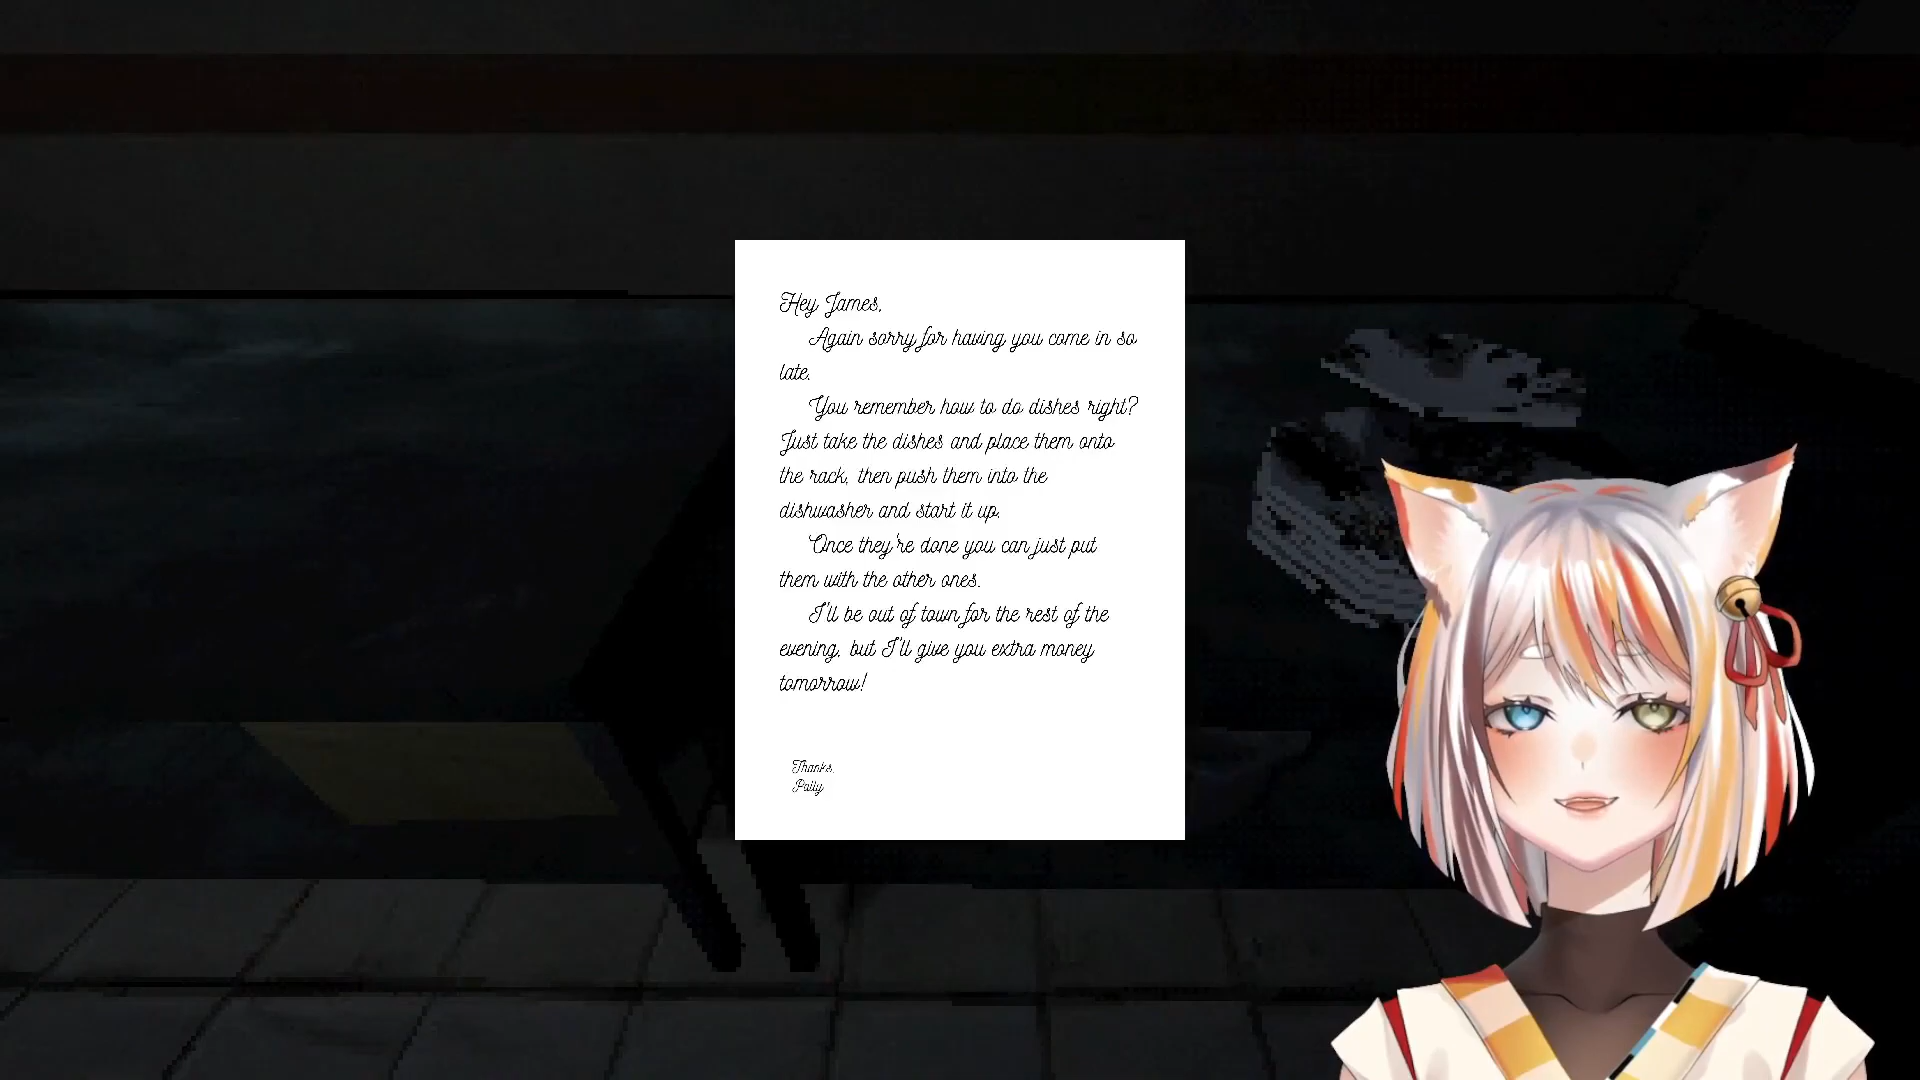 Hey James,
Again sorry for having you come in so
late.
You remember how to do dishes right?
Just take the dishes and place them onto
the rack, then push them into the
dishwasher and start it up.
Once they're done you can just put
them with the other ones.
I'll be out of town for the rest of the
evening, but I'll give you extra money
tomorrow!
Thanks,
Patty